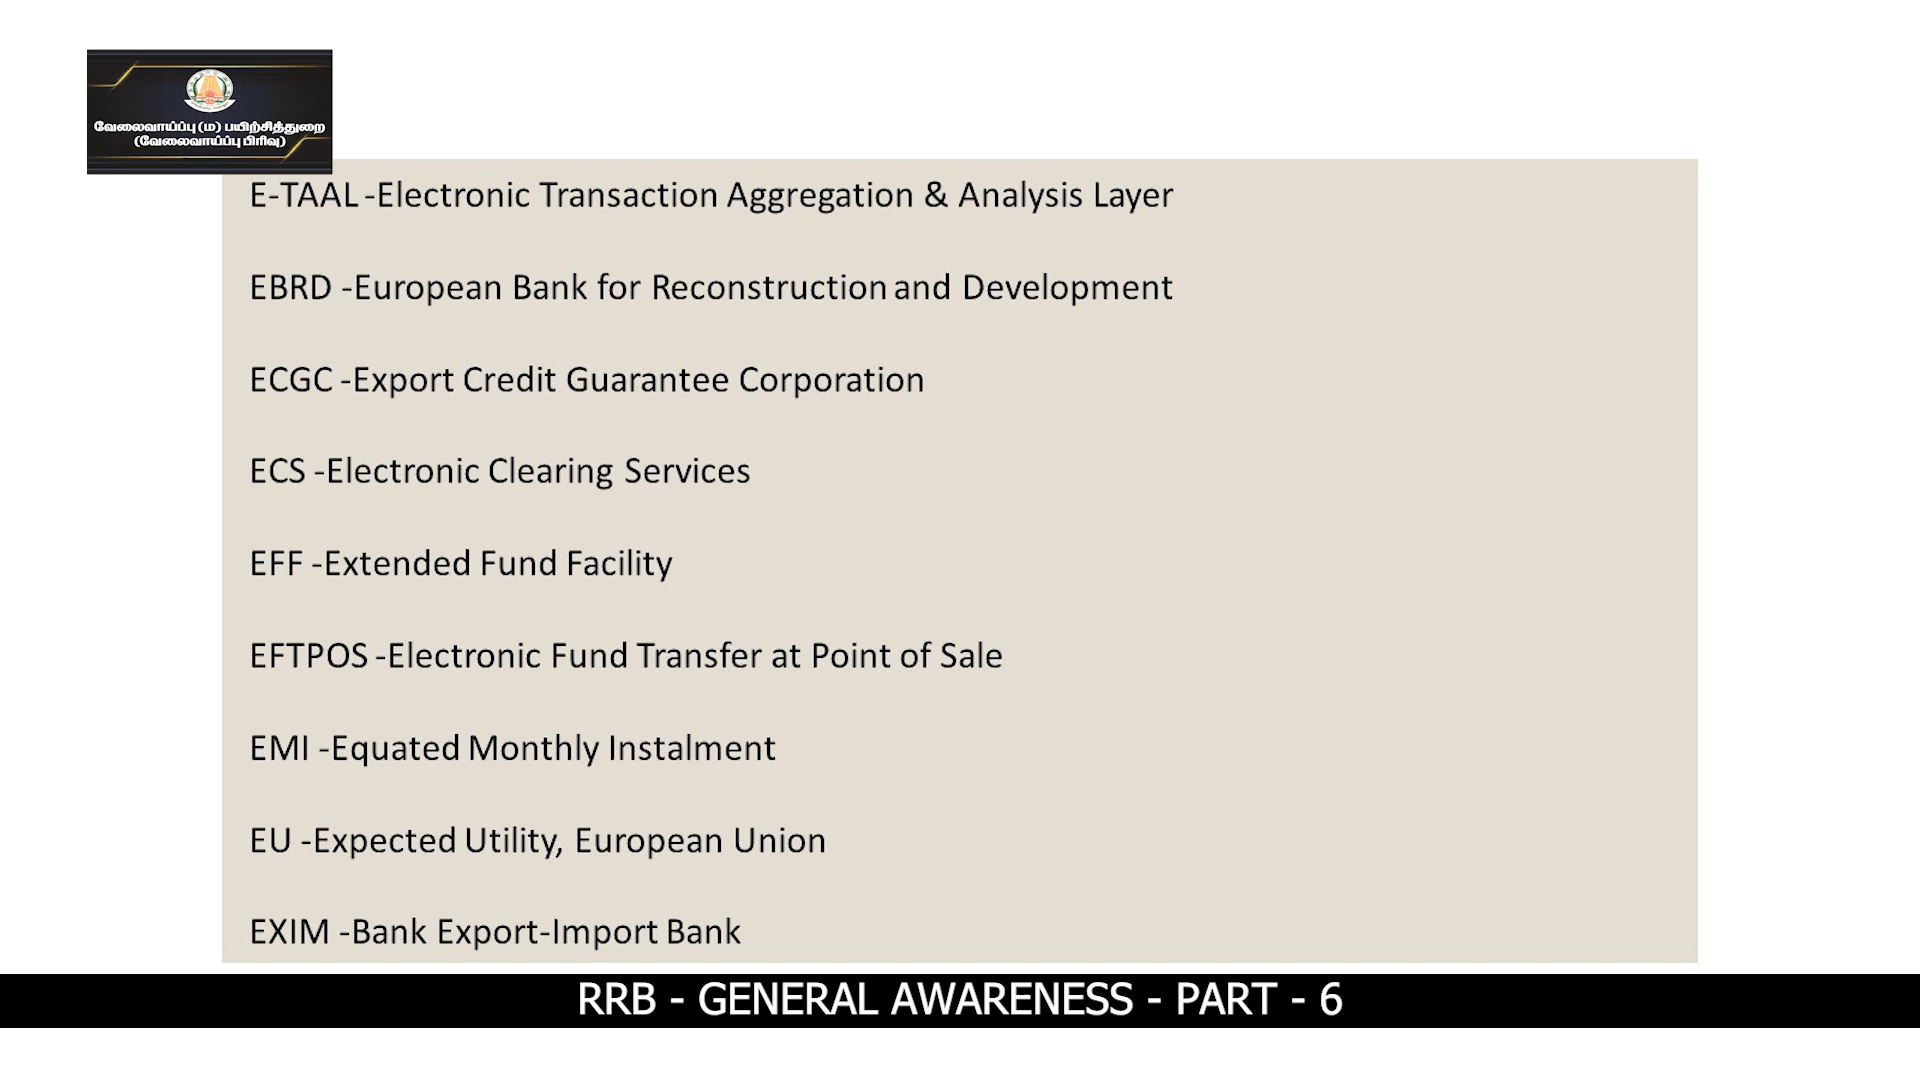 வேலைவாய்ப்பு (ம) பயிற்சித்துறை
(வேலைவாய்ப்பு பிரிவு)
E-TAAL -Electronic Transaction Aggregation & Analysis Layer
EBRD -European Bank for Reconstruction and Development
ECGC -Export Credit Guarantee Corporation
ECS -Electronic Clearing Services
EFF -Extended Fund Facility
EFTPOS -Electronic Fund Transfer at Point of Sale
EMI -Equated Monthly Instalment
EU -Expected Utility, European Union
EXIM -Bank Export-Import Bank
RRB - GENERAL AWARENESS - PART - 6